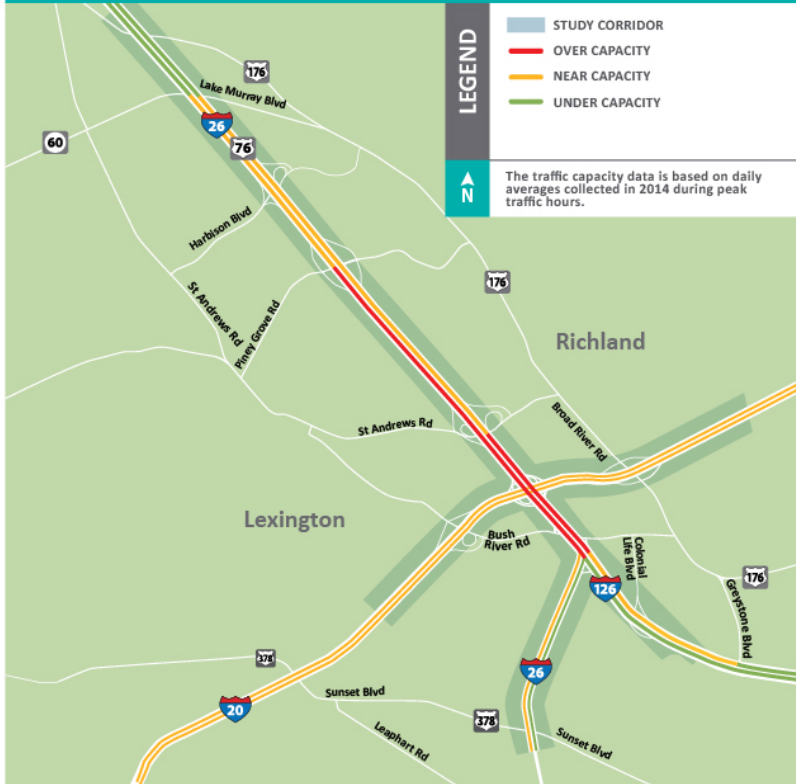 LEGEND
STUDY CORRIDOR
OVER CAPACITY
NEAR CAPACITY
UNDER CAPACITY
N
The traffic capacity data is based on daily
averages collected in 2014 during peak
traffic hours.
176
Lake Murray Blvd
26
60
76
Harbison Blvd
176
St Andrews Rd
Piney Grove Rd
Richland
St Andrews Rd
Broad River Rd
Lexington
Bush
River Rd
Colonial
Life Blvd
126
176
Greystone Blvd
378
26
20
Sunset Blvd
378
Leaphart Rd
Sunset Blvd